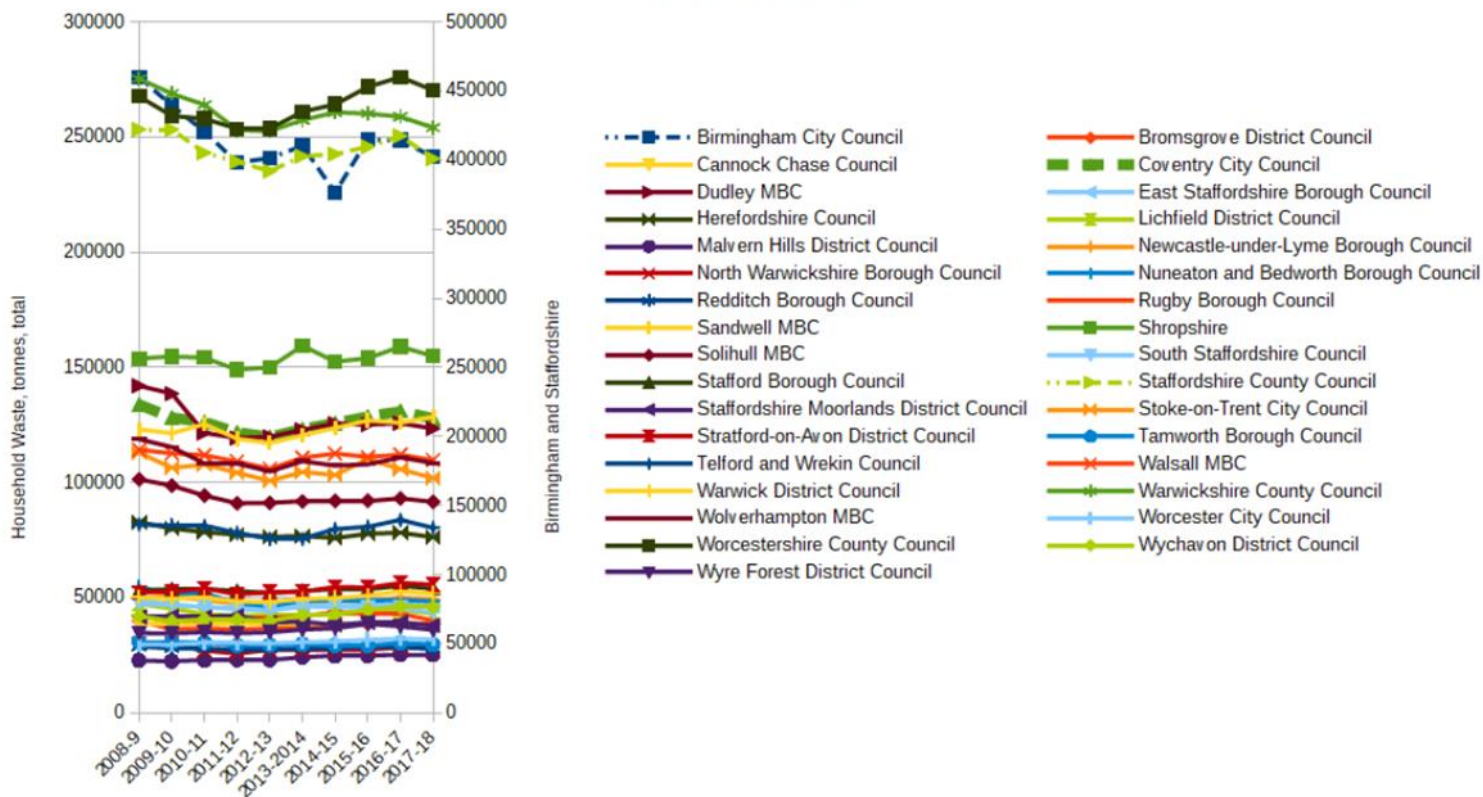 300000
250000
200000
150000
100000
50000
0
Household Waste, tonnes, total
500000
450000
400000
350000
300000
250000
200000
150000
100000
50000
0
Birmingham and Staffordshire
2008-9
2009-10
2010-11
2011-12
2012-13
2013-2014
2014-15
2015-16
2016-17
2017-18
Birmingham City Council
Cannock Chase Council
Dudley MBC
Herefordshire Council
Malvern Hills District Council
North Warwickshire Borough Council
Redditch Borough Council
Sandwell MBC
Solihull MBC
Stafford Borough Council
Staffordshire Moorlands District Council
Stratford-on-Avon District Council
Telford and Wrekin Council
Warwick District Council
Wolverhampton MBC
Worcestershire County Council
Wyre Forest District Council
Bromsgrove District Council
Coventry City Council
East Staffordshire Borough Council
Lichfield District Council
Newcastle-under-Lyme Borough Council
Nuneaton and Bedworth Borough Council
Rugby Borough Council
Shropshire
South Staffordshire Council
Staffordshire County Council
Stoke-on-Trent City Council
Tamworth Borough Council
Walsall MBC
Warwickshire County Council
Worcester City Council
Wychavon District Council